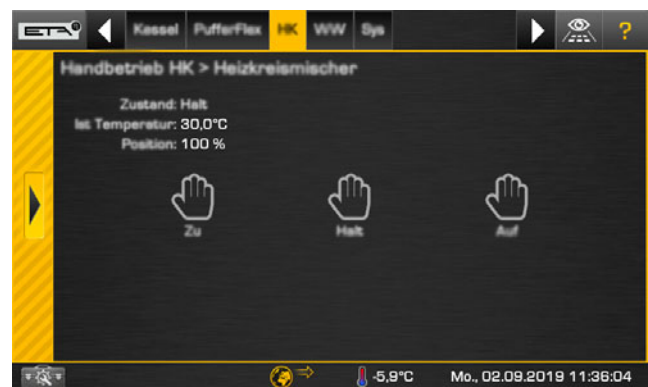 ETA Kessel PufferFlex HK WW Sys ?
Handbetrieb HK > Heizkreismischer
Zustand: Halt
Ist Temperatur: 30,0°C
Position: 100 %
Zu Halt Auf
-5,9°C Mo., 02.09.2019 11:36:04